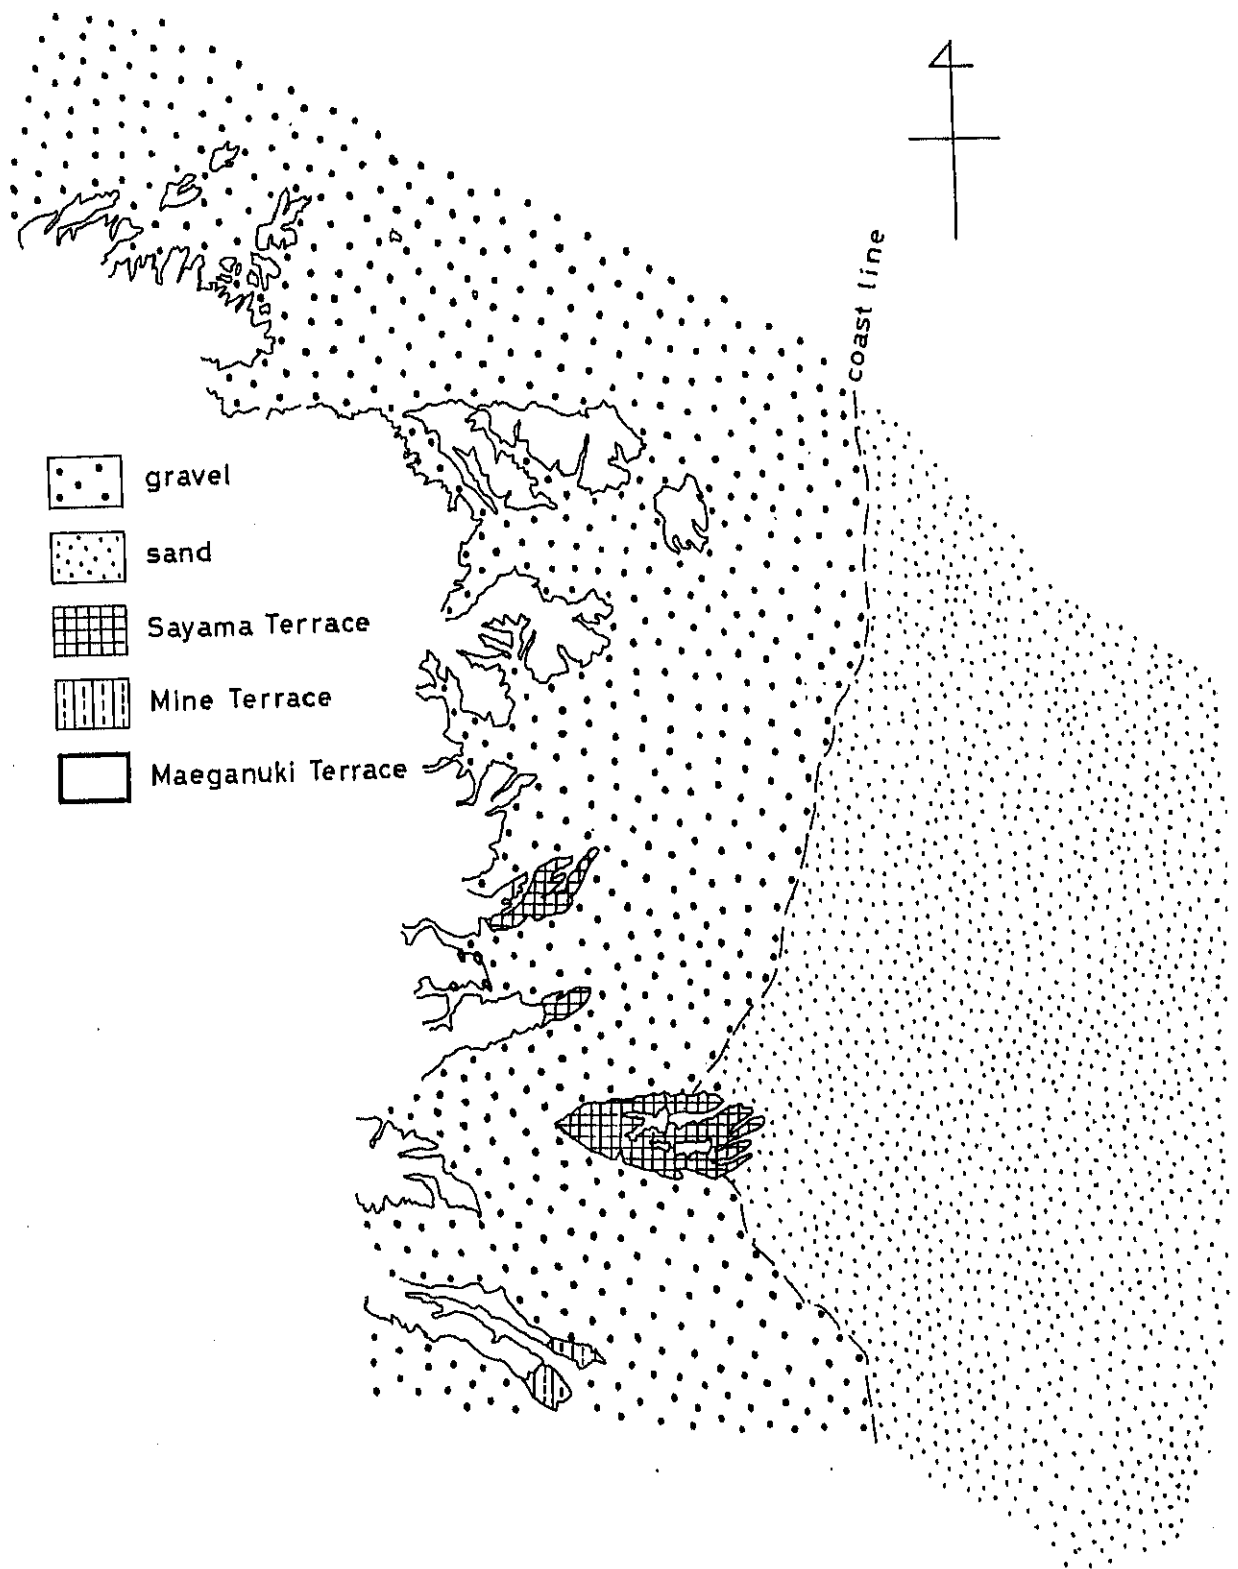 coast line
gravel
sand
Sayama Terrace
Mine Terrace
Maeganuki Terrace